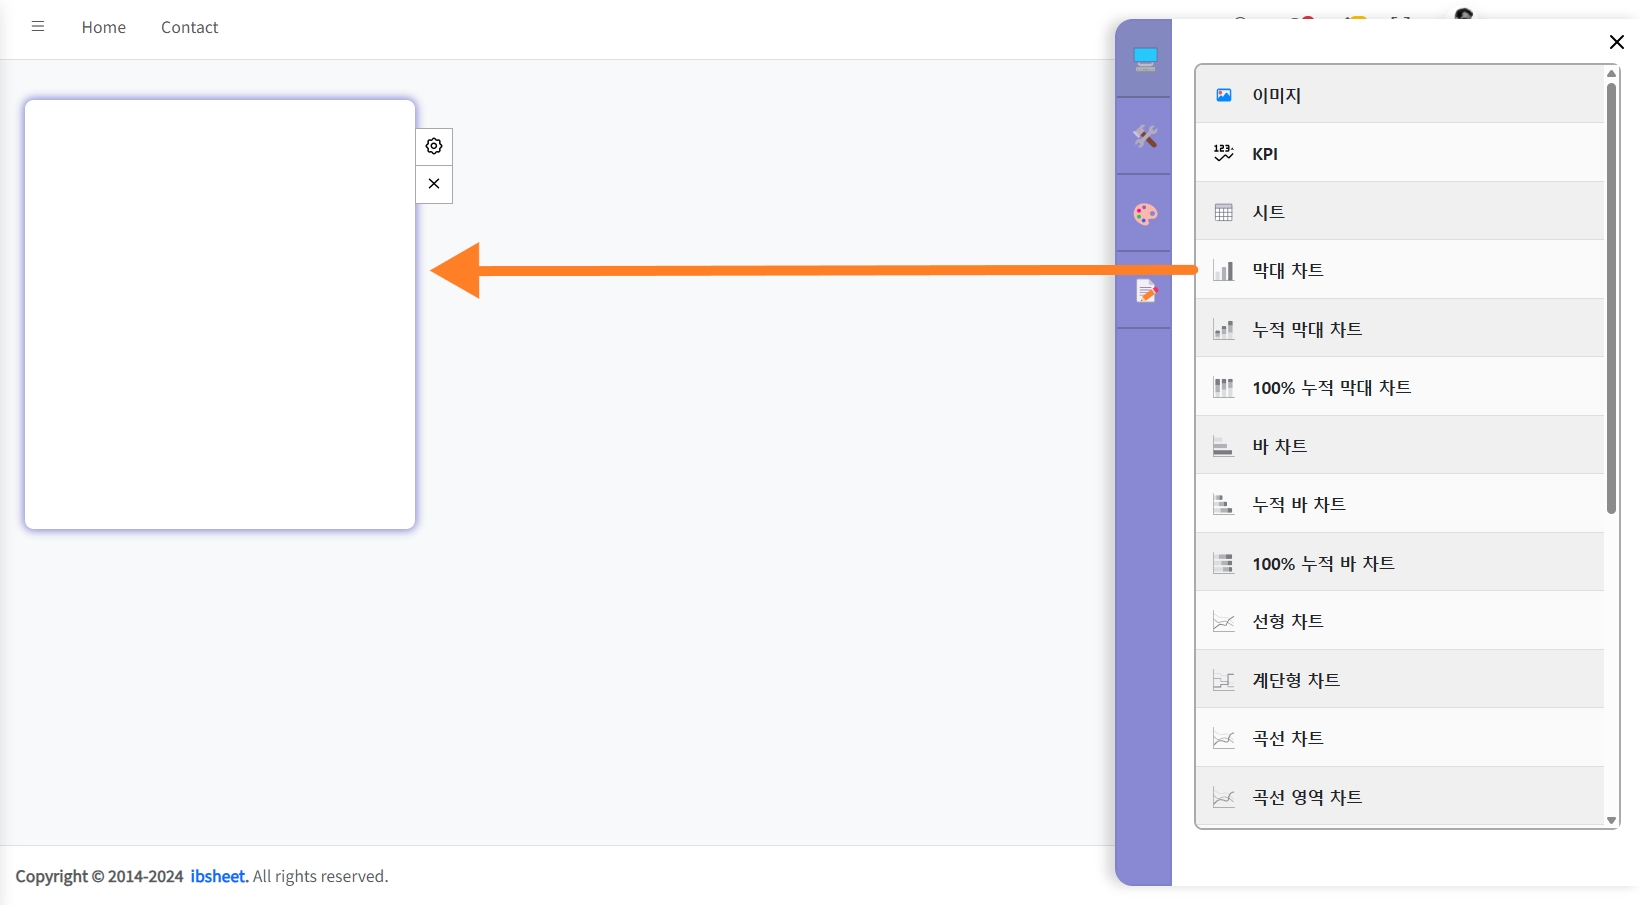 Home Contact
이미지
123
KPI
시트
막대 차트
누적 막대 차트
100% 누적 막대 차트
바 차트
누적 바 차트
100% 누적 바 차트
선형 차트
계단형 차트
곡선 차트
곡선 영역 차트
Copyright © 2014-2024 ibsheet. All rights reserved.